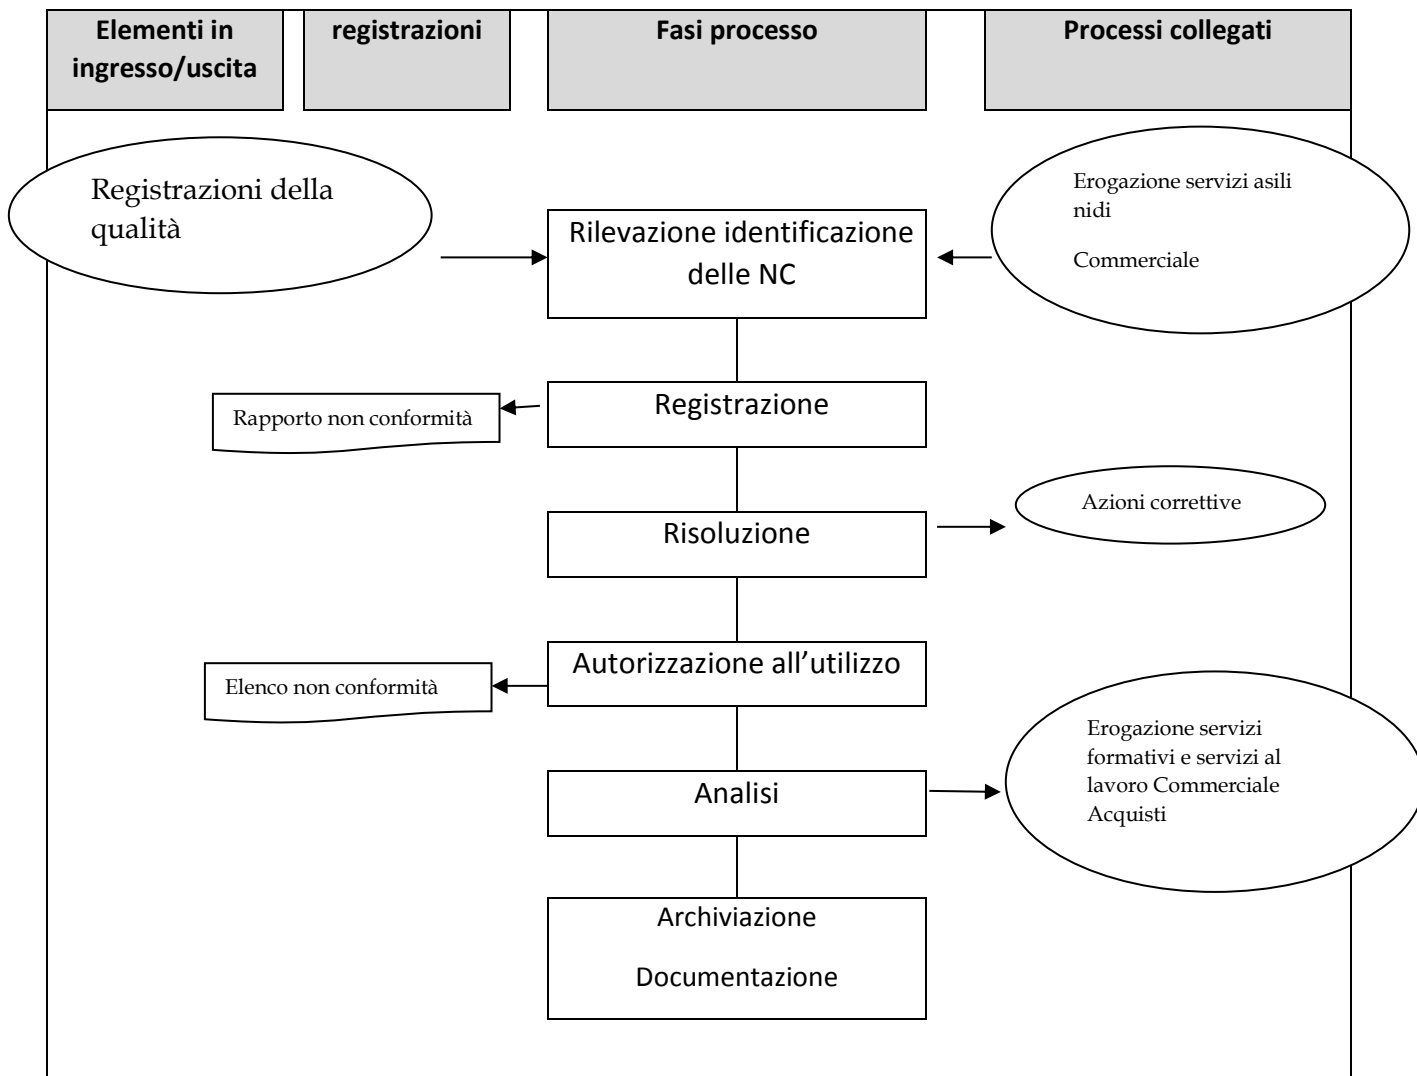 Elementi in
ingresso/uscita
registrazioni
Fasi processo
Processi collegati
Registrazioni della
qualità
Rilevazione identificazione
delle NC
Erogazione servizi asili
nidi
Commerciale
Registrazione
Rapporto non conformità
Risoluzione
Azioni correttive
Autorizzazione all’utilizzo
Elenco non conformità
Analisi
Erogazione servizi
formativi e servizi al
lavoro Commerciale
Acquisti
Archiviazione
Documentazione